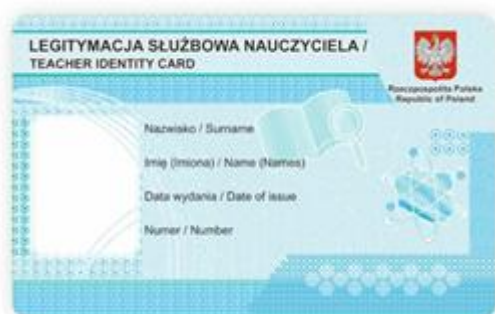 LEGITYMACJA SŁUŻBOWA NAUCZYCIELA /
TEACHER IDENTITY CARD
Rzeczpospolita Polska
Republic of Poland
Nazwisko / Surname
Imię (Imiona) / Name (Names)
Data wydania / Date of issue
Numer / Number